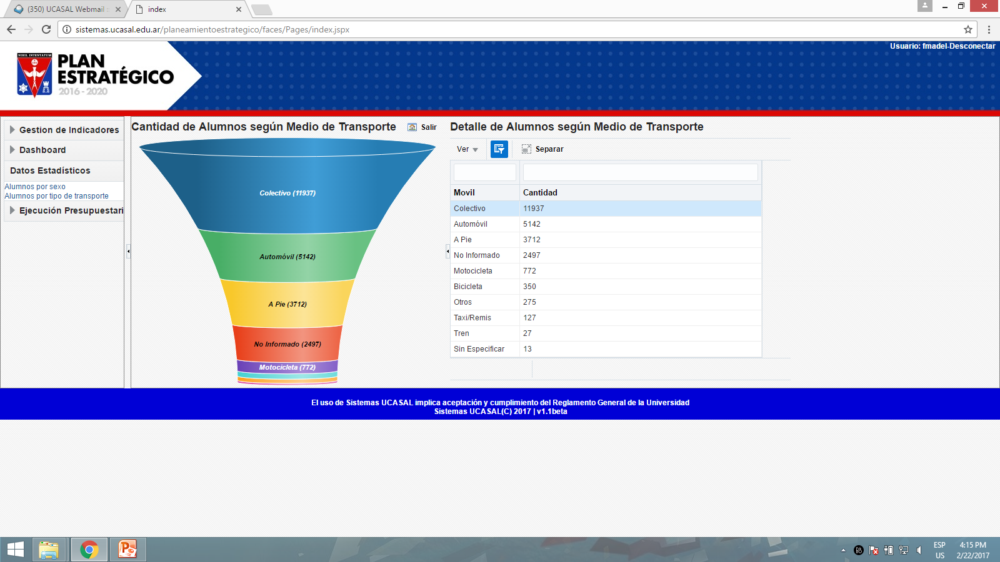 (350) UCASAL Webmail
index
sistemas.ucasal.edu.ar/planeamientoestrategico/faces/Pages/index.jspx
Usuario: fmadel-Desconectar
NIHIL INTENTATUM
PLAN
ESTRATÉGICO
2016 - 2020
Gestion de Indicadores
Dashboard
Datos Estadísticos
Alumnos por sexo
Alumnos por tipo de transporte
Ejecución Presupuestari
Cantidad de Alumnos según Medio de Transporte
Salir
Colectivo (11937)
Automóvil (5142)
A Pie (3712)
No Informado (2497)
Motocicleta (772)
Detalle de Alumnos según Medio de Transporte
Ver
Separar
Movil Cantidad
Colectivo 11937
Automóvil 5142
A Pie 3712
No Informado 2497
Motocicleta 772
Bicicleta 350
Otros 275
Taxi/Remis 127
Tren 27
Sin Especificar 13
El uso de Sistemas UCASAL implica aceptación y cumplimiento del Reglamento General de la Universidad
Sistemas UCASAL(C) 2017 | v1.1beta
ESP 4:15 PM
US 2/22/2017